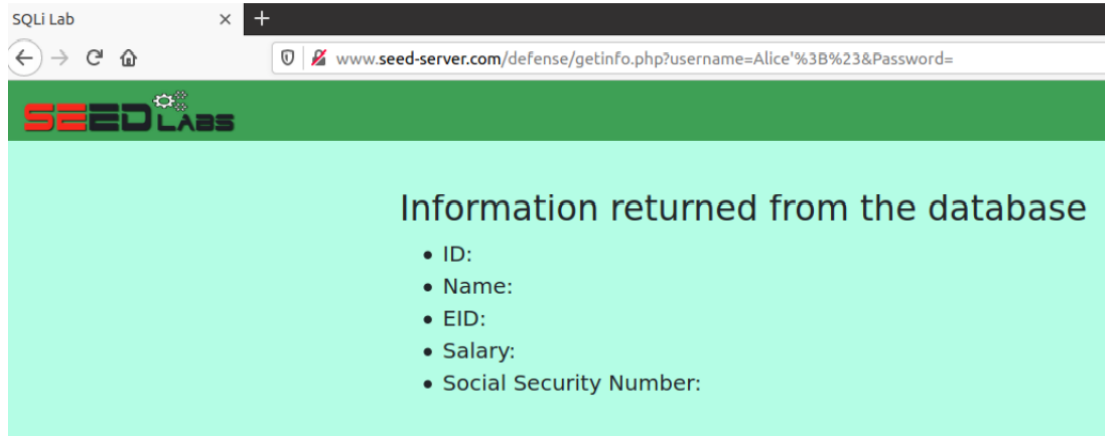 SQLi Lab × +
www.seed-server.com/defense/getinfo.php?username=Alice'%3B%23&Password=
SEED LABS
Information returned from the database
• ID:
• Name:
• EID:
• Salary:
• Social Security Number: